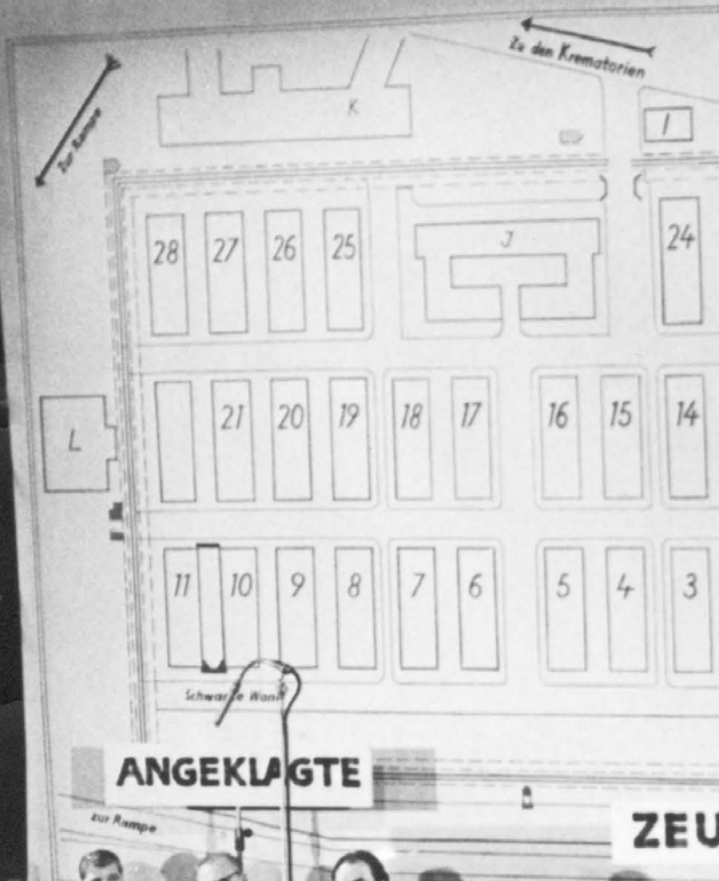 Zu den Krematorien
Zur Rampe
K
I
28 27 26 25 J 24
L 21 20 19 18 17 16 15 14
11 10 9 8 7 6 5 4 3
Schwarze Wand
ANGEKLAGTE
zur Rampe
ZEU